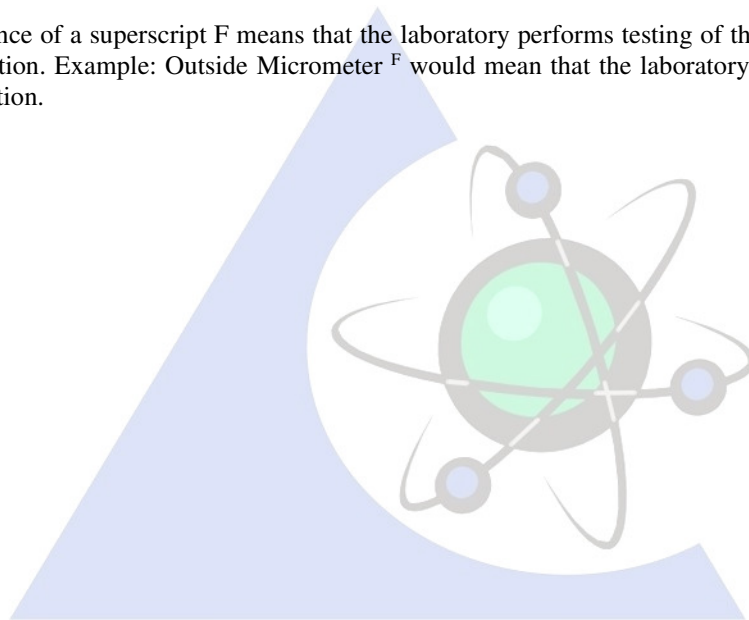 nce of a superscript F means that the laboratory performs testing of th
tion. Example: Outside Micrometer ᶠ would mean that the laboratory
tion.